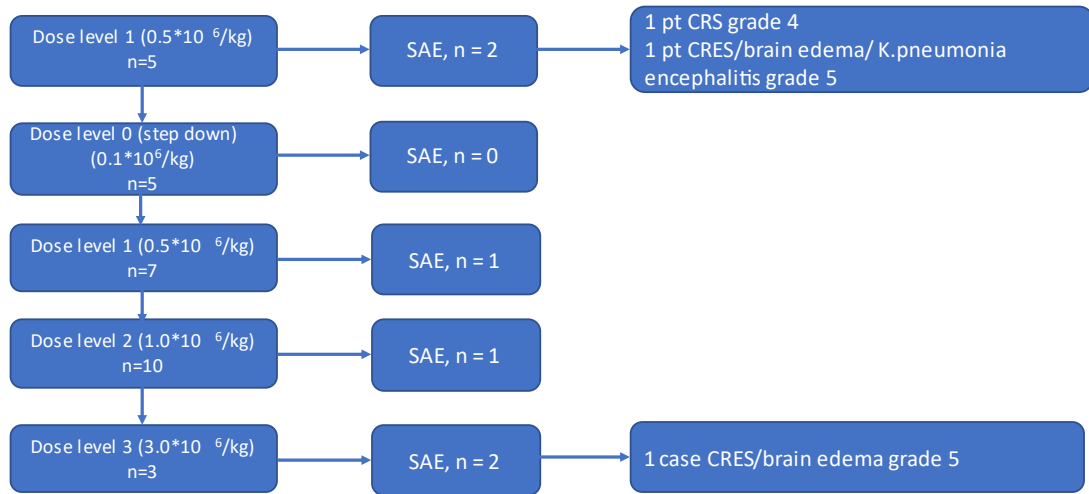 Dose level 1 (0.5*10 ⁶/kg)
n=5
SAE, n = 2
1 pt CRS grade 4
1 pt CRES/brain edema/ K.pneumonia
encephalitis grade 5
Dose level 0 (step down)
(0.1*10⁶/kg)
n=5
SAE, n = 0
Dose level 1 (0.5*10 ⁶/kg)
n=7
SAE, n = 1
Dose level 2 (1.0*10 ⁶/kg)
n=10
SAE, n = 1
Dose level 3 (3.0*10 ⁶/kg)
n=3
SAE, n = 2
1 case CRES/brain edema grade 5